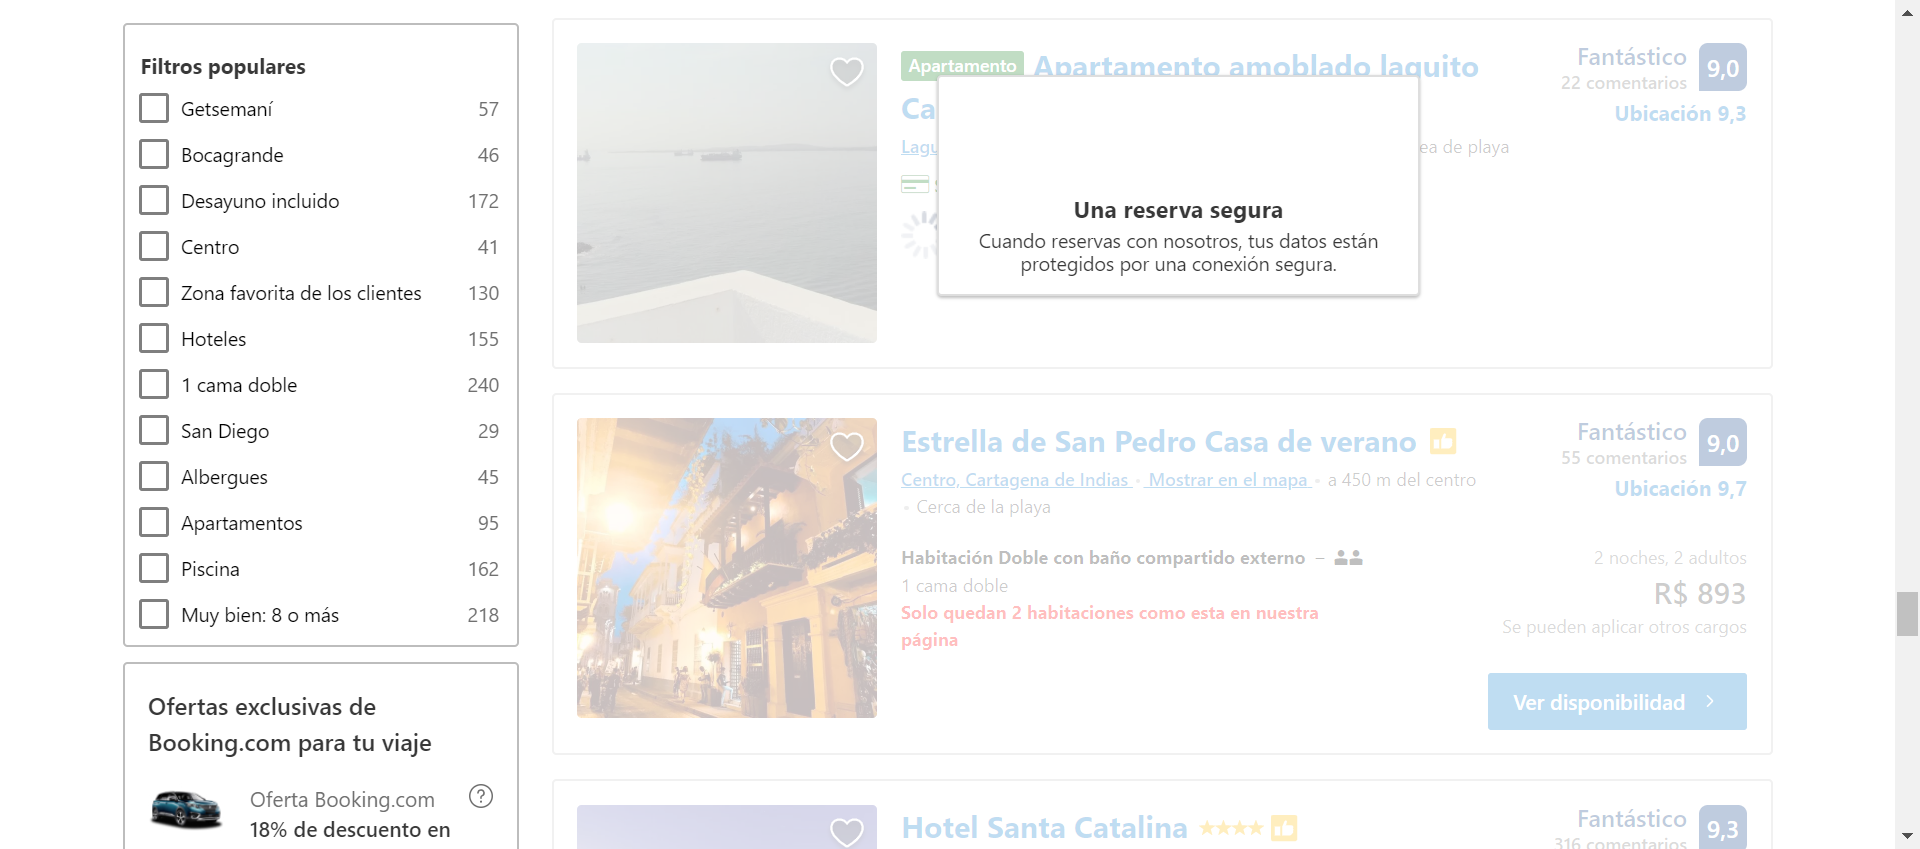 Filtros populares
Getsemaní 57
Bocagrande 46
Desayuno incluido 172
Centro 41
Zona favorita de los clientes 130
Hoteles 155
1 cama doble 240
San Diego 29
Albergues 45
Apartamentos 95
Piscina 162
Muy bien: 8 o más 218
Ofertas exclusivas de
Booking.com para tu viaje
Oferta Booking.com
18% de descuento en
Apartamento Apartamento amoblado laguito
Fantástico 9,0
22 comentarios
Ubicación 9,3
de playa
Una reserva segura
Cuando reservas con nosotros, tus datos están
protegidos por una conexión segura.
Estrella de San Pedro Casa de verano
Fantástico 9,0
55 comentarios
Ubicación 9,7
Centro, Cartagena de Indias • Mostrar en el mapa • a 450 m del centro
• Cerca de la playa
Habitación Doble con baño compartido externo –
1 cama doble
Solo quedan 2 habitaciones como esta en nuestra
página
2 noches, 2 adultos
R$ 893
Se pueden aplicar otros cargos
Ver disponibilidad
Hotel Santa Catalina
Fantástico 9,3
316 comentarios